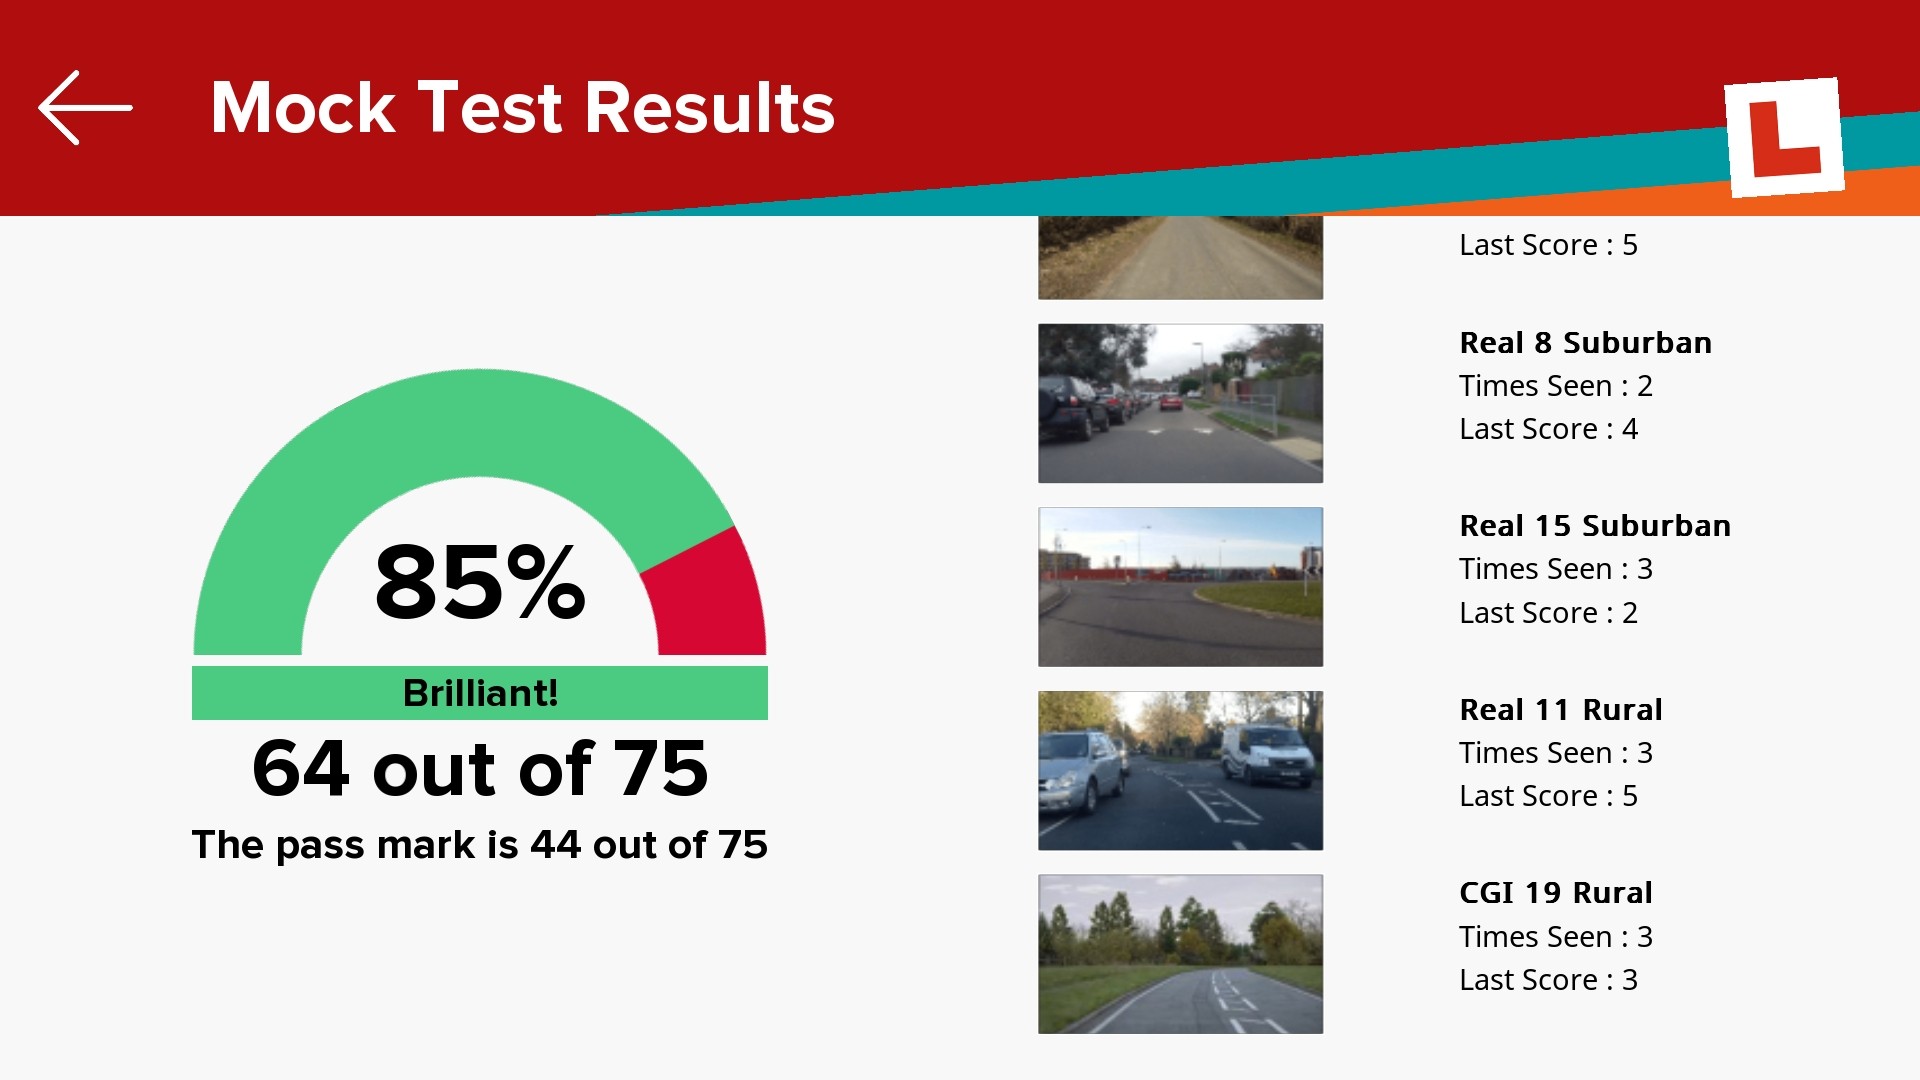 Mock Test Results
L
85%
Brilliant!
64 out of 75
The pass mark is 44 out of 75
Last Score : 5
Real 8 Suburban
Times Seen : 2
Last Score : 4
Real 15 Suburban
Times Seen : 3
Last Score : 2
Real 11 Rural
Times Seen : 3
Last Score : 5
CGI 19 Rural
Times Seen : 3
Last Score : 3